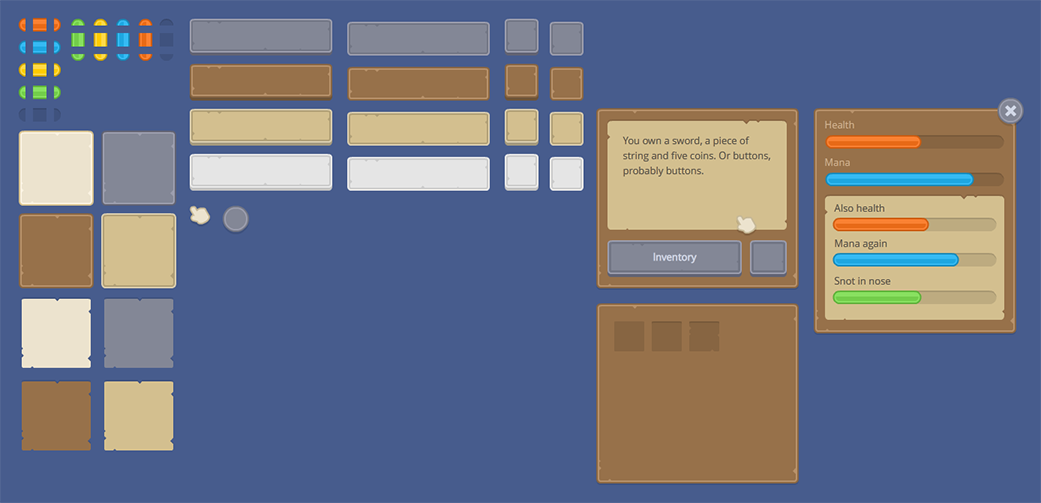 You own a sword, a piece of
string and five coins. Or buttons,
probably buttons.
Inventory
Health
Mana
Also health
Mana again
Snot in nose